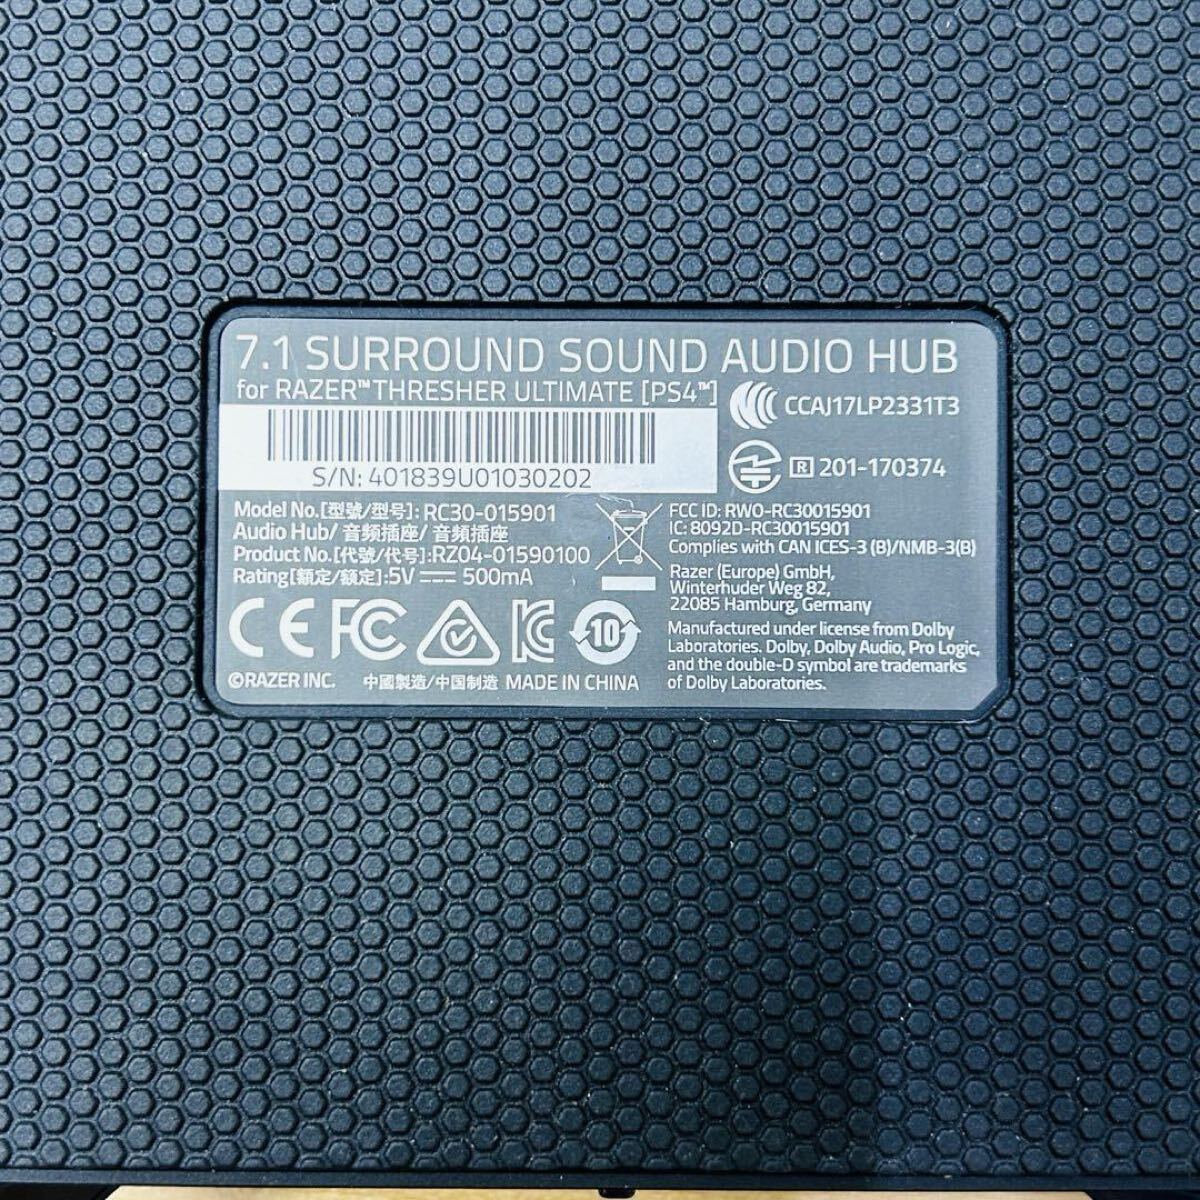 7.1 SURROUND SOUND AUDIO HUB
for RAZER™ THRESHER ULTIMATE [PS4™]
CCAJ17LP2331T3
S/N: 401839U01030202
R 201-170374
Model No.[型號/型号]: RC30-015901
Audio Hub/ 音频插座/ 音頻插座
Product No.[代號/代号]:RZ04-01590100
Rating[額定/额定]:5V ⎓ 500mA
FCC ID: RWO-RC30015901
IC: 8092D-RC30015901
Complies with CAN ICES-3 (B)/NMB-3(B)
Razer (Europe) GmbH,
Winterhuder Weg 82,
22085 Hamburg, Germany
CE FC KC 10
©RAZER INC. 中國製造/中国制造 MADE IN CHINA
Manufactured under license from Dolby
Laboratories. Dolby, Dolby Audio, Pro Logic,
and the double-D symbol are trademarks
of Dolby Laboratories.